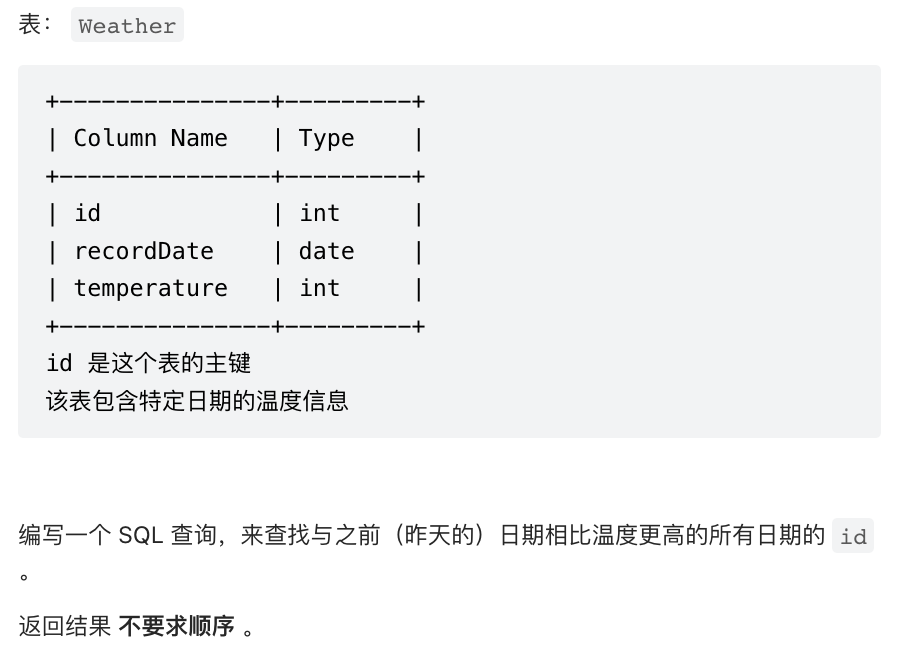 表： Weather
+---------------+---------+
| Column Name   | Type    |
+---------------+---------+
| id            | int     |
| recordDate    | date    |
| temperature   | int     |
+---------------+---------+
id 是这个表的主键
该表包含特定日期的温度信息
编写一个 SQL 查询，来查找与之前（昨天的）日期相比温度更高的所有日期的 id
。
返回结果 不要求顺序 。